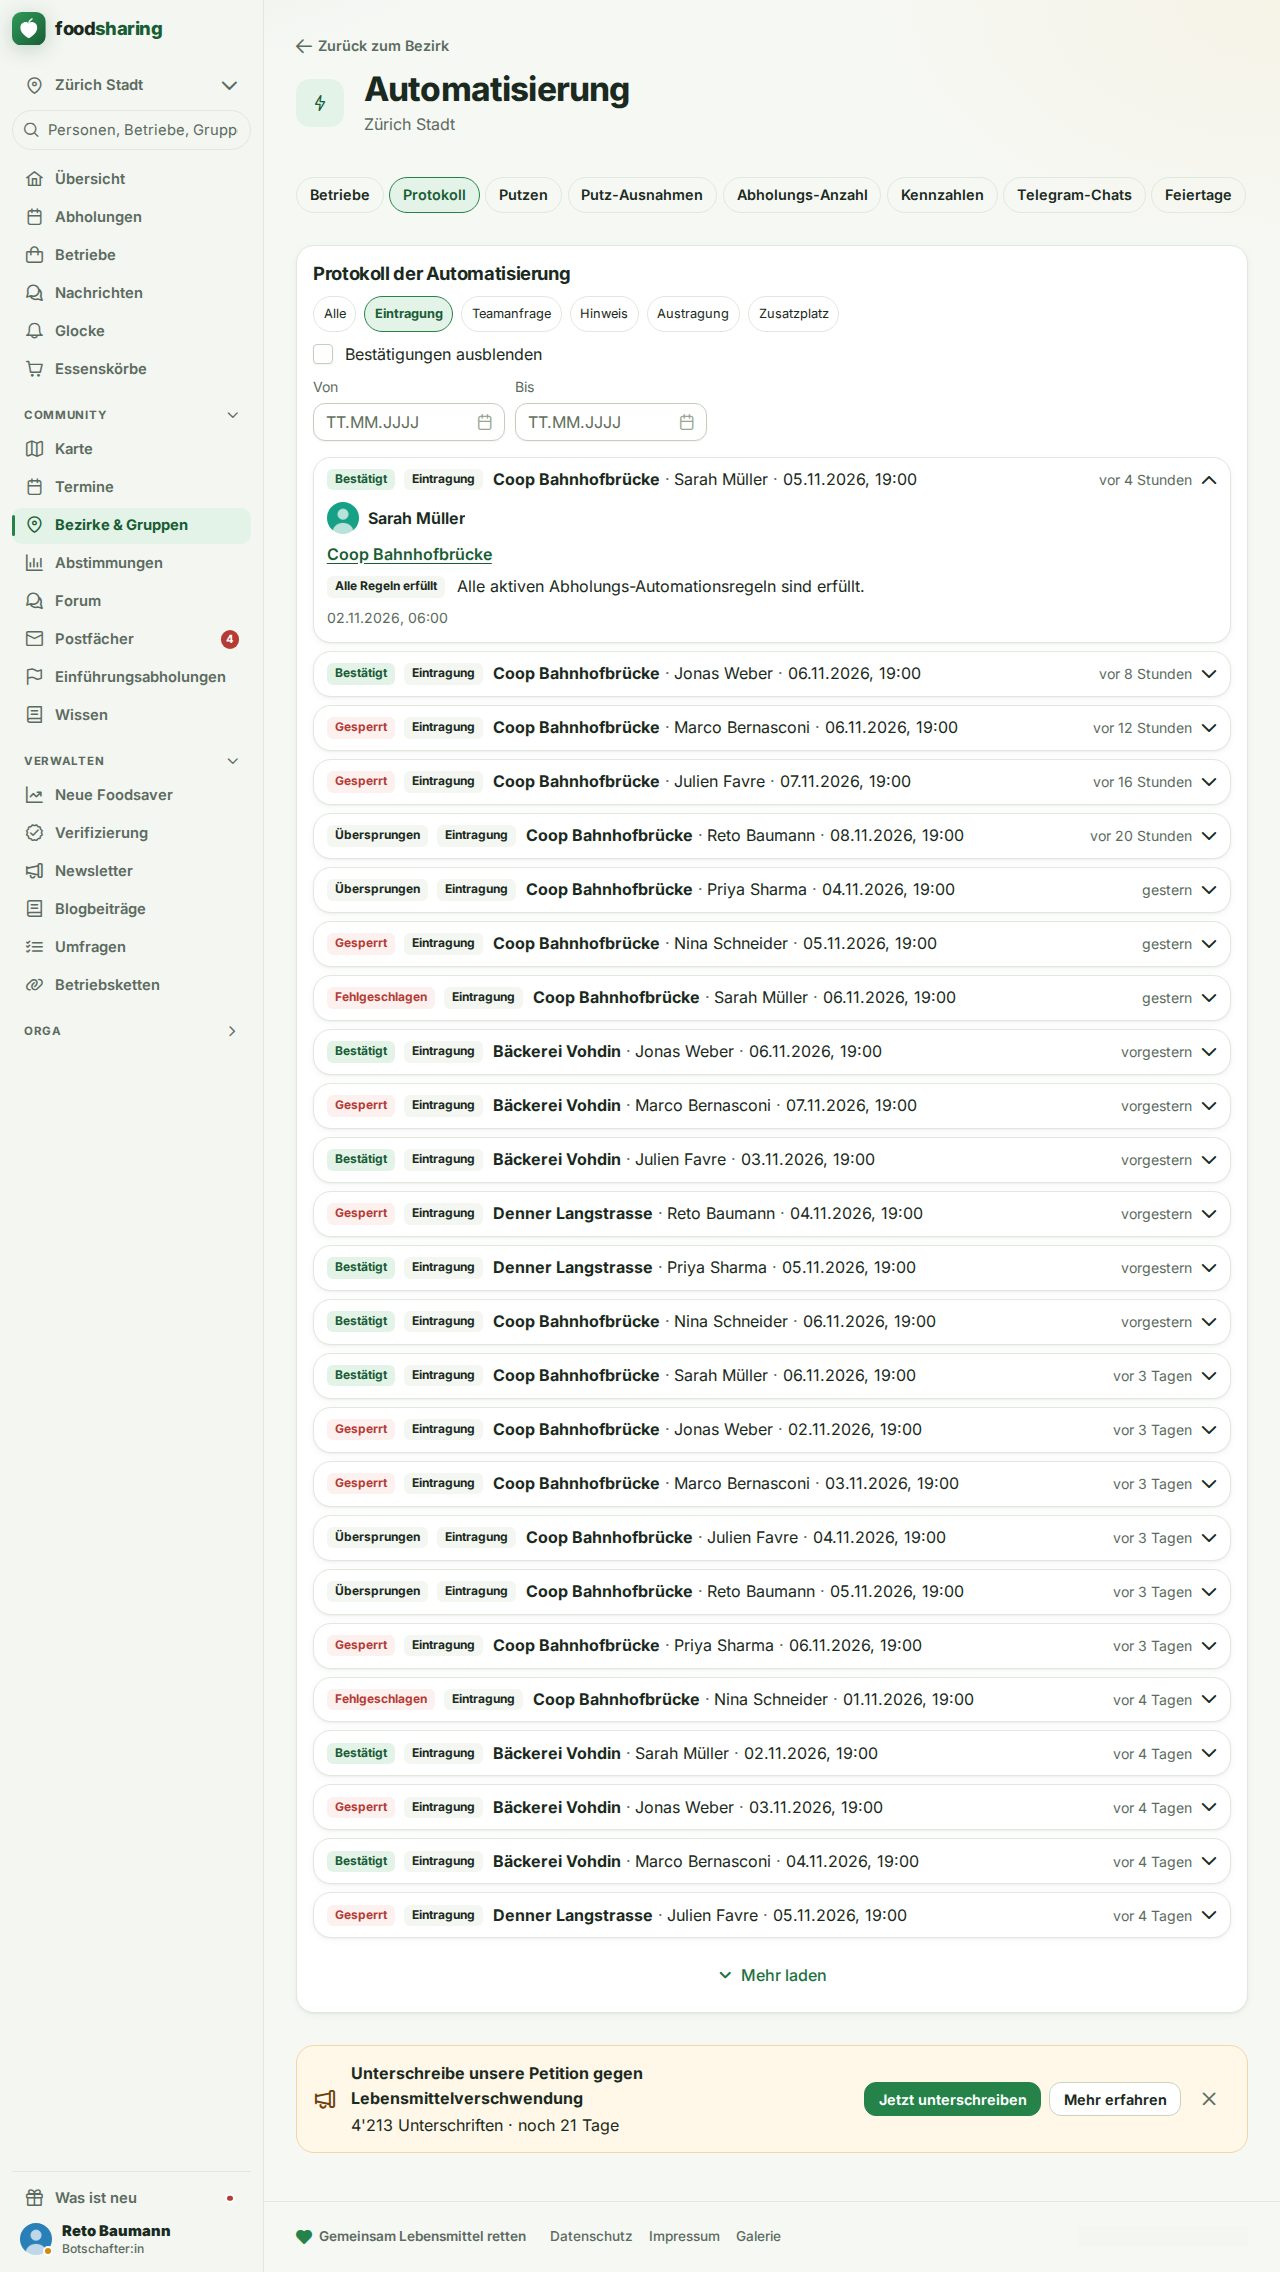 foodsharing
Zürich Stadt
Personen, Betriebe, Grupp
Übersicht
Abholungen
Betriebe
Nachrichten
Glocke
Essenskörbe
COMMUNITY
Karte
Termine
Bezirke & Gruppen
Abstimmungen
Forum
Postfächer 4
Einführungsabholungen
Wissen
VERWALTEN
Neue Foodsaver
Verifizierung
Newsletter
Blogbeiträge
Umfragen
Betriebsketten
ORGA
Was ist neu
Reto Baumann
Botschafter:in
Zurück zum Bezirk
Automatisierung
Zürich Stadt
Betriebe Protokoll Putzen Putz-Ausnahmen Abholungs-Anzahl Kennzahlen Telegram-Chats Feiertage
Protokoll der Automatisierung
Alle Eintragung Teamanfrage Hinweis Austragung Zusatzplatz
Bestätigungen ausblenden
Von Bis
TT.MM.JJJJ TT.MM.JJJJ
Bestätigt Eintragung Coop Bahnhofbrücke · Sarah Müller · 05.11.2026, 19:00 vor 4 Stunden
Sarah Müller
Coop Bahnhofbrücke
Alle Regeln erfüllt Alle aktiven Abholungs-Automationsregeln sind erfüllt.
02.11.2026, 06:00
Bestätigt Eintragung Coop Bahnhofbrücke · Jonas Weber · 06.11.2026, 19:00 vor 8 Stunden
Gesperrt Eintragung Coop Bahnhofbrücke · Marco Bernasconi · 06.11.2026, 19:00 vor 12 Stunden
Gesperrt Eintragung Coop Bahnhofbrücke · Julien Favre · 07.11.2026, 19:00 vor 16 Stunden
Übersprungen Eintragung Coop Bahnhofbrücke · Reto Baumann · 08.11.2026, 19:00 vor 20 Stunden
Übersprungen Eintragung Coop Bahnhofbrücke · Priya Sharma · 04.11.2026, 19:00 gestern
Gesperrt Eintragung Coop Bahnhofbrücke · Nina Schneider · 05.11.2026, 19:00 gestern
Fehlgeschlagen Eintragung Coop Bahnhofbrücke · Sarah Müller · 06.11.2026, 19:00 gestern
Bestätigt Eintragung Bäckerei Vohdin · Jonas Weber · 06.11.2026, 19:00 vorgestern
Gesperrt Eintragung Bäckerei Vohdin · Marco Bernasconi · 07.11.2026, 19:00 vorgestern
Bestätigt Eintragung Bäckerei Vohdin · Julien Favre · 03.11.2026, 19:00 vorgestern
Gesperrt Eintragung Denner Langstrasse · Reto Baumann · 04.11.2026, 19:00 vorgestern
Bestätigt Eintragung Denner Langstrasse · Priya Sharma · 05.11.2026, 19:00 vorgestern
Bestätigt Eintragung Coop Bahnhofbrücke · Nina Schneider · 06.11.2026, 19:00 vorgestern
Bestätigt Eintragung Coop Bahnhofbrücke · Sarah Müller · 06.11.2026, 19:00 vor 3 Tagen
Gesperrt Eintragung Coop Bahnhofbrücke · Jonas Weber · 02.11.2026, 19:00 vor 3 Tagen
Gesperrt Eintragung Coop Bahnhofbrücke · Marco Bernasconi · 03.11.2026, 19:00 vor 3 Tagen
Übersprungen Eintragung Coop Bahnhofbrücke · Julien Favre · 04.11.2026, 19:00 vor 3 Tagen
Übersprungen Eintragung Coop Bahnhofbrücke · Reto Baumann · 05.11.2026, 19:00 vor 3 Tagen
Gesperrt Eintragung Coop Bahnhofbrücke · Priya Sharma · 06.11.2026, 19:00 vor 3 Tagen
Fehlgeschlagen Eintragung Coop Bahnhofbrücke · Nina Schneider · 01.11.2026, 19:00 vor 4 Tagen
Bestätigt Eintragung Bäckerei Vohdin · Sarah Müller · 02.11.2026, 19:00 vor 4 Tagen
Gesperrt Eintragung Bäckerei Vohdin · Jonas Weber · 03.11.2026, 19:00 vor 4 Tagen
Bestätigt Eintragung Bäckerei Vohdin · Marco Bernasconi · 04.11.2026, 19:00 vor 4 Tagen
Gesperrt Eintragung Denner Langstrasse · Julien Favre · 05.11.2026, 19:00 vor 4 Tagen
Mehr laden
Unterschreibe unsere Petition gegen
Lebensmittelverschwendung
4'213 Unterschriften · noch 21 Tage
Jetzt unterschreiben Mehr erfahren
Gemeinsam Lebensmittel retten Datenschutz Impressum Galerie